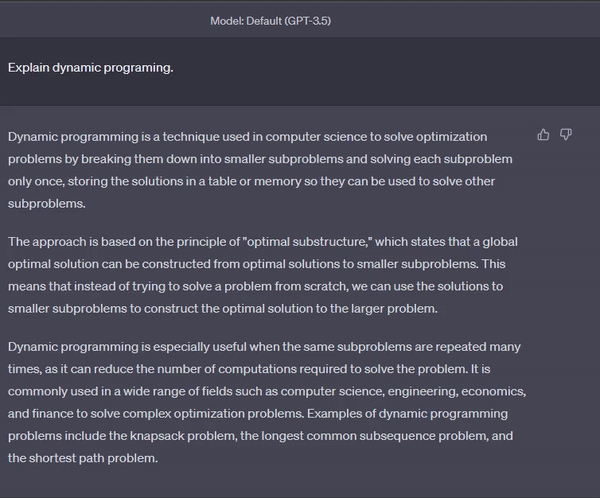 Model: Default (GPT-3.5)
Explain dynamic programing.
Dynamic programming is a technique used in computer science to solve optimization
problems by breaking them down into smaller subproblems and solving each subproblem
only once, storing the solutions in a table or memory so they can be used to solve other
subproblems.
The approach is based on the principle of "optimal substructure," which states that a global
optimal solution can be constructed from optimal solutions to smaller subproblems. This
means that instead of trying to solve a problem from scratch, we can use the solutions to
smaller subproblems to construct the optimal solution to the larger problem.
Dynamic programming is especially useful when the same subproblems are repeated many
times, as it can reduce the number of computations required to solve the problem. It is
commonly used in a wide range of fields such as computer science, engineering, economics,
and finance to solve complex optimization problems. Examples of dynamic programming
problems include the knapsack problem, the longest common subsequence problem, and
the shortest path problem.